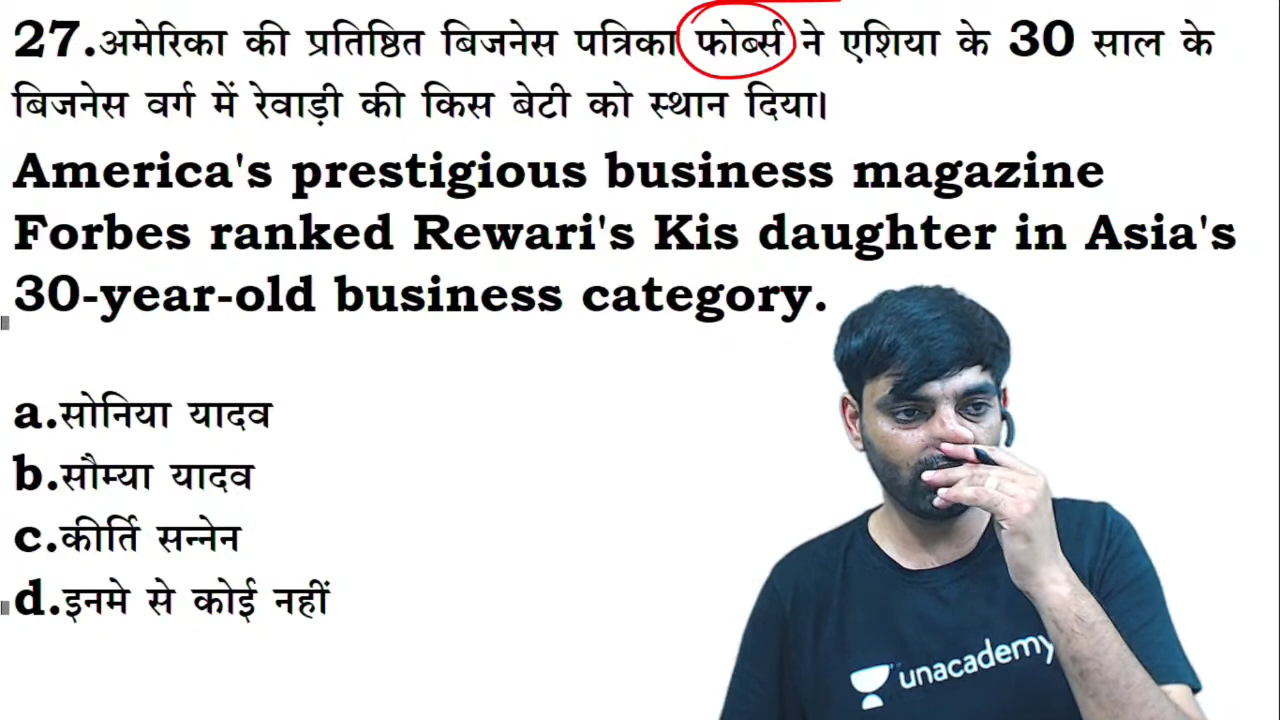 27.अमेरिका की प्रतिष्ठित बिजनेस पत्रिका फोर्ब्स ने एशिया के 30 साल के
बिजनेस वर्ग में रेवाड़ी की किस बेटी को स्थान दिया।
America's prestigious business magazine
Forbes ranked Rewari's Kis daughter in Asia's
30-year-old business category.
a.सोनिया यादव
b.सौम्या यादव
c.कीर्ति सन्नेन
d.इनमे से कोई नहीं
unacademy